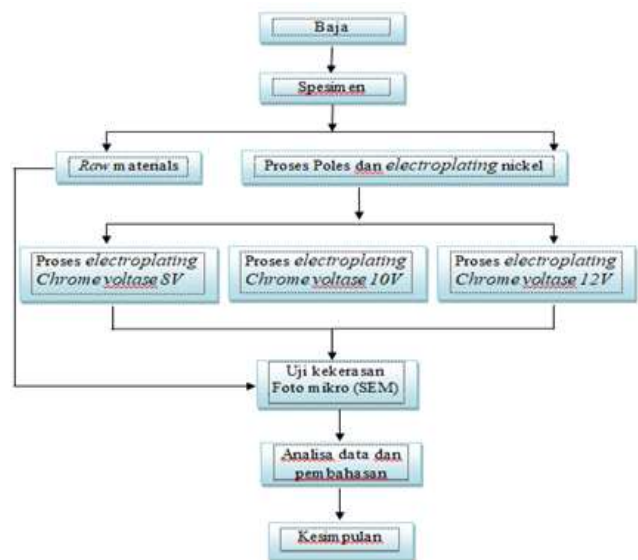 Baja
Spesimen
Raw materials
Proses Poles dan electroplating nickel
Proses electroplating
Chrome voltase 8V
Proses electroplating
Chrome voltase 10V
Proses electroplating
Chrome voltase 12V
Uji kekerasan
Foto mikro (SEM)
Analisa data dan
pembahasan
Kesimpulan